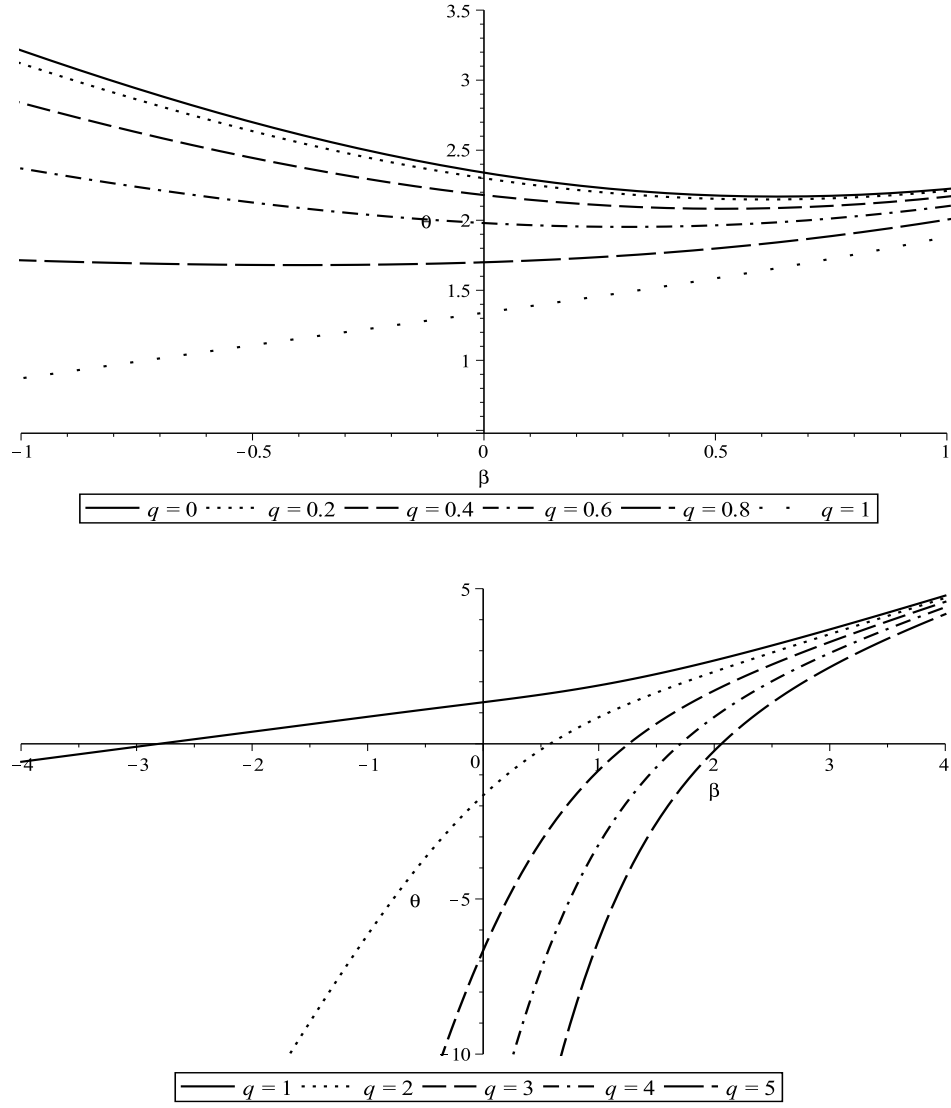 3.5
3
2.5
θ
2
1.5
1
−1 −0.5 0 0.5 1
β
q = 0 q = 0.2 q = 0.4 q = 0.6 q = 0.8 q = 1
5
−4 −3 −2 −1 0 1 2 3 4
β
θ −5
−10
q = 1 q = 2 q = 3 q = 4 q = 5